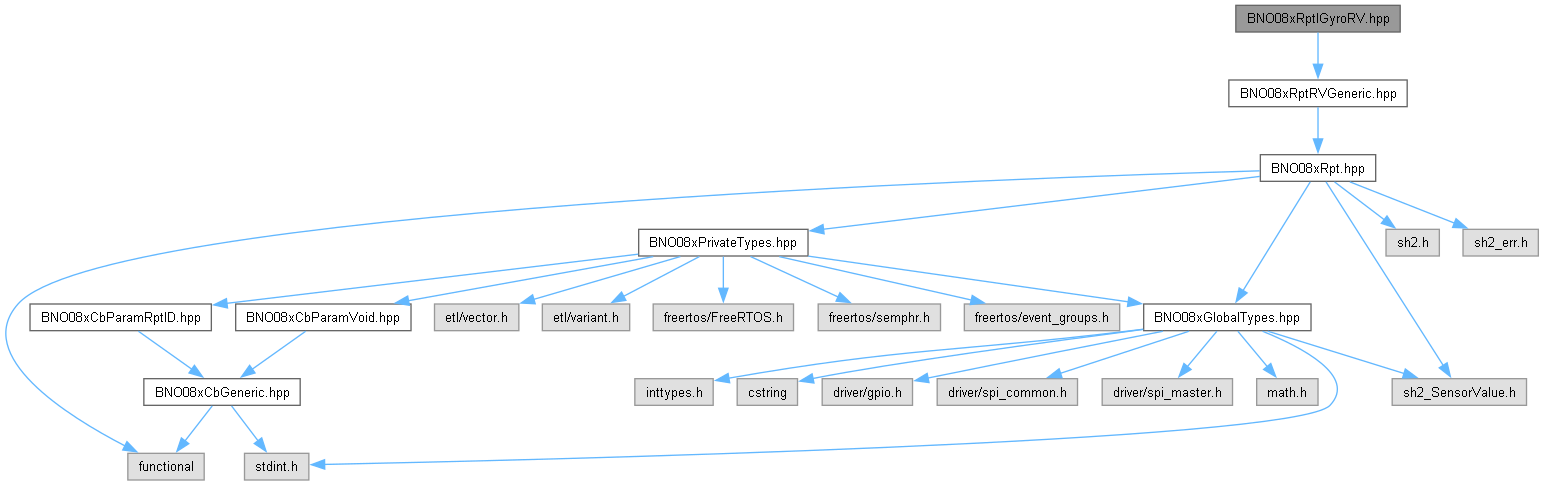 BNO08xRptIGyroRV.hpp
BNO08xRptRVGeneric.hpp
BNO08xRpt.hpp
BNO08xPrivateTypes.hpp
sh2.h
sh2_err.h
BNO08xCbParamRptID.hpp
BNO08xCbParamVoid.hpp
etl/vector.h
etl/variant.h
freertos/FreeRTOS.h
freertos/semphr.h
freertos/event_groups.h
BNO08xGlobalTypes.hpp
BNO08xCbGeneric.hpp
inttypes.h
cstring
driver/gpio.h
driver/spi_common.h
driver/spi_master.h
math.h
sh2_SensorValue.h
functional
stdint.h